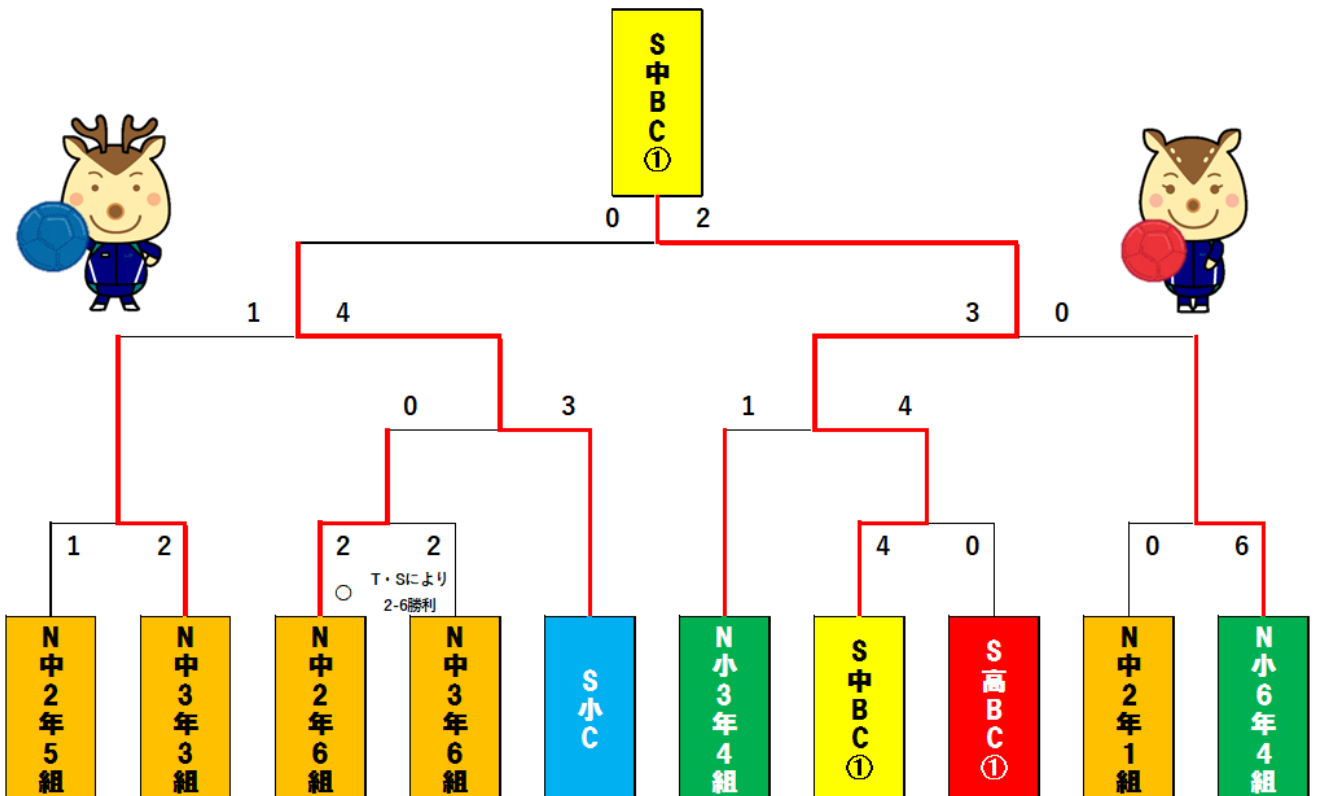 S中BC①
0 2
1 4
3 0
0 3
1 4
1 2
2 2
4 0
0 6
○ T・Sにより
2-6勝利
N中2年5組
N中3年3組
N中2年6組
N中3年6組
S小C
N小3年4組
S中BC①
S高BC①
N中2年1組
N小6年4組